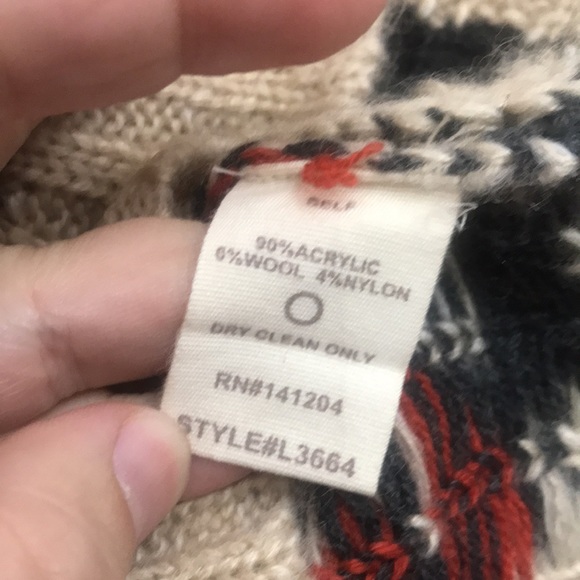 SELF
90%ACRYLIC
6%WOOL 4%NYLON
DRY CLEAN ONLY
RN#141204
STYLE#L3664